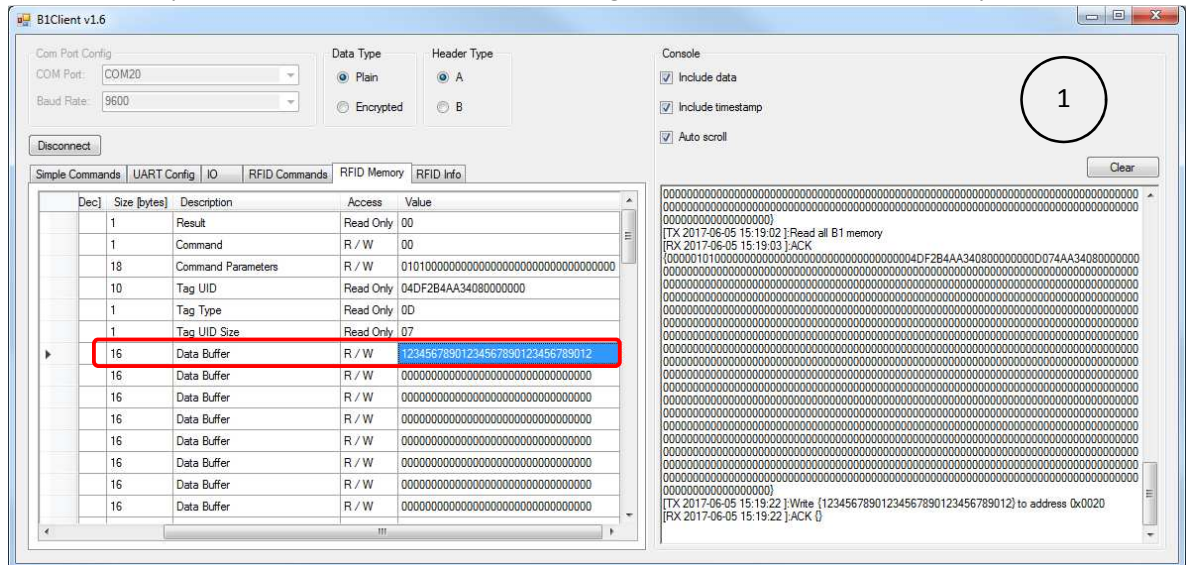 B1Client v1.6
Com Port Config
COM Port: COM20
Baud Rate: 9600
Data Type
Plain
Encrypted
Header Type
A
B
Disconnect
Simple Commands UART Config IO RFID Commands RFID Memory RFID Info
Dec] Size [bytes] Description Access Value
1 Result Read Only 00
1 Command R / W 00
18 Command Parameters R / W 010100000000000000000000000000000000
10 Tag UID Read Only 04DF2B4AA34080000000
1 Tag Type Read Only 0D
1 Tag UID Size Read Only 07
16 Data Buffer R / W 12345678901234567890123456789012
16 Data Buffer R / W 00000000000000000000000000000000
16 Data Buffer R / W 00000000000000000000000000000000
16 Data Buffer R / W 00000000000000000000000000000000
16 Data Buffer R / W 00000000000000000000000000000000
16 Data Buffer R / W 00000000000000000000000000000000
16 Data Buffer R / W 00000000000000000000000000000000
16 Data Buffer R / W 00000000000000000000000000000000
Console
Include data
Include timestamp
Auto scroll
1
Clear
[TX 2017-06-05 15:19:02 ]:Read all B1 memory
[RX 2017-06-05 15:19:03 ]:ACK
[TX 2017-06-05 15:19:22 ]:Write {12345678901234567890123456789012} to address 0x0020
[RX 2017-06-05 15:19:22 ]:ACK {}